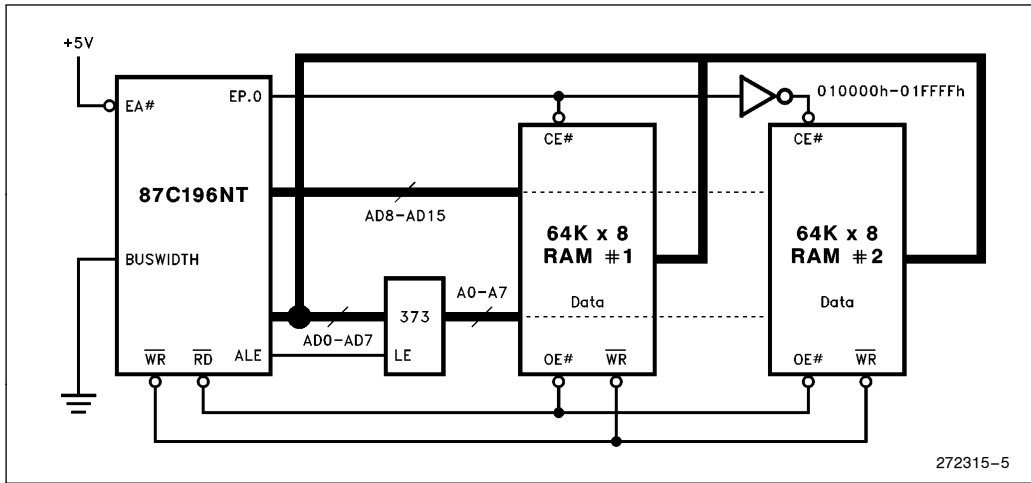 +5V
EA#
EP.0
010000h-01FFFFh
CE#
CE#
87C196NT
AD8-AD15
BUSWIDTH
64K x 8
RAM #1
64K x 8
RAM #2
A0-A7
373
Data
Data
AD0-AD7
WR
RD
ALE
LE
OE#
WR
OE#
WR
272315-5